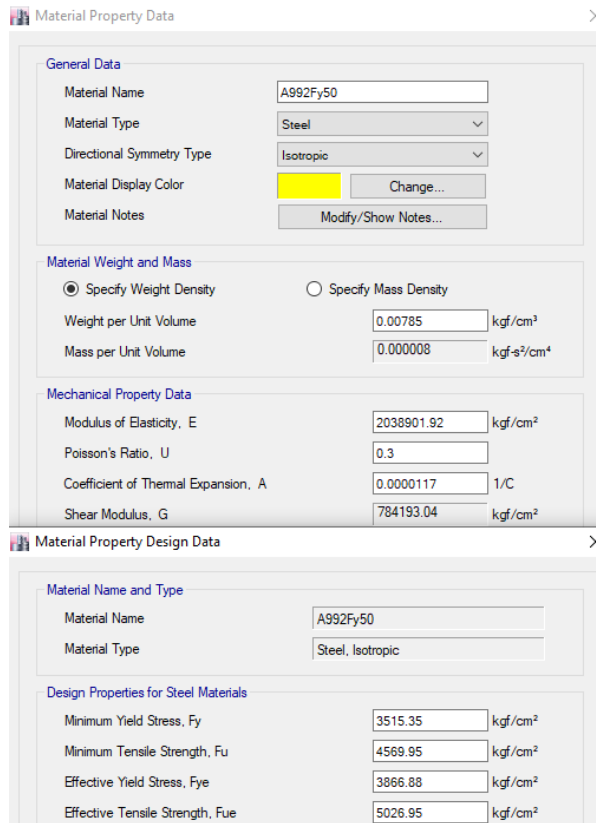 Material Property Data
General Data
Material Name A992Fy50
Material Type Steel
Directional Symmetry Type Isotropic
Material Display Color Change...
Material Notes Modify/Show Notes...
Material Weight and Mass
Specify Weight Density Specify Mass Density
Weight per Unit Volume 0.00785 kgf/cm³
Mass per Unit Volume 0.000008 kgf-s²/cm⁴
Mechanical Property Data
Modulus of Elasticity, E 2038901.92 kgf/cm²
Poisson's Ratio, U 0.3
Coefficient of Thermal Expansion, A 0.0000117 1/C
Shear Modulus, G 784193.04 kgf/cm²
Material Property Design Data
Material Name and Type
Material Name A992Fy50
Material Type Steel, Isotropic
Design Properties for Steel Materials
Minimum Yield Stress, Fy 3515.35 kgf/cm²
Minimum Tensile Strength, Fu 4569.95 kgf/cm²
Effective Yield Stress, Fye 3866.88 kgf/cm²
Effective Tensile Strength, Fue 5026.95 kgf/cm²